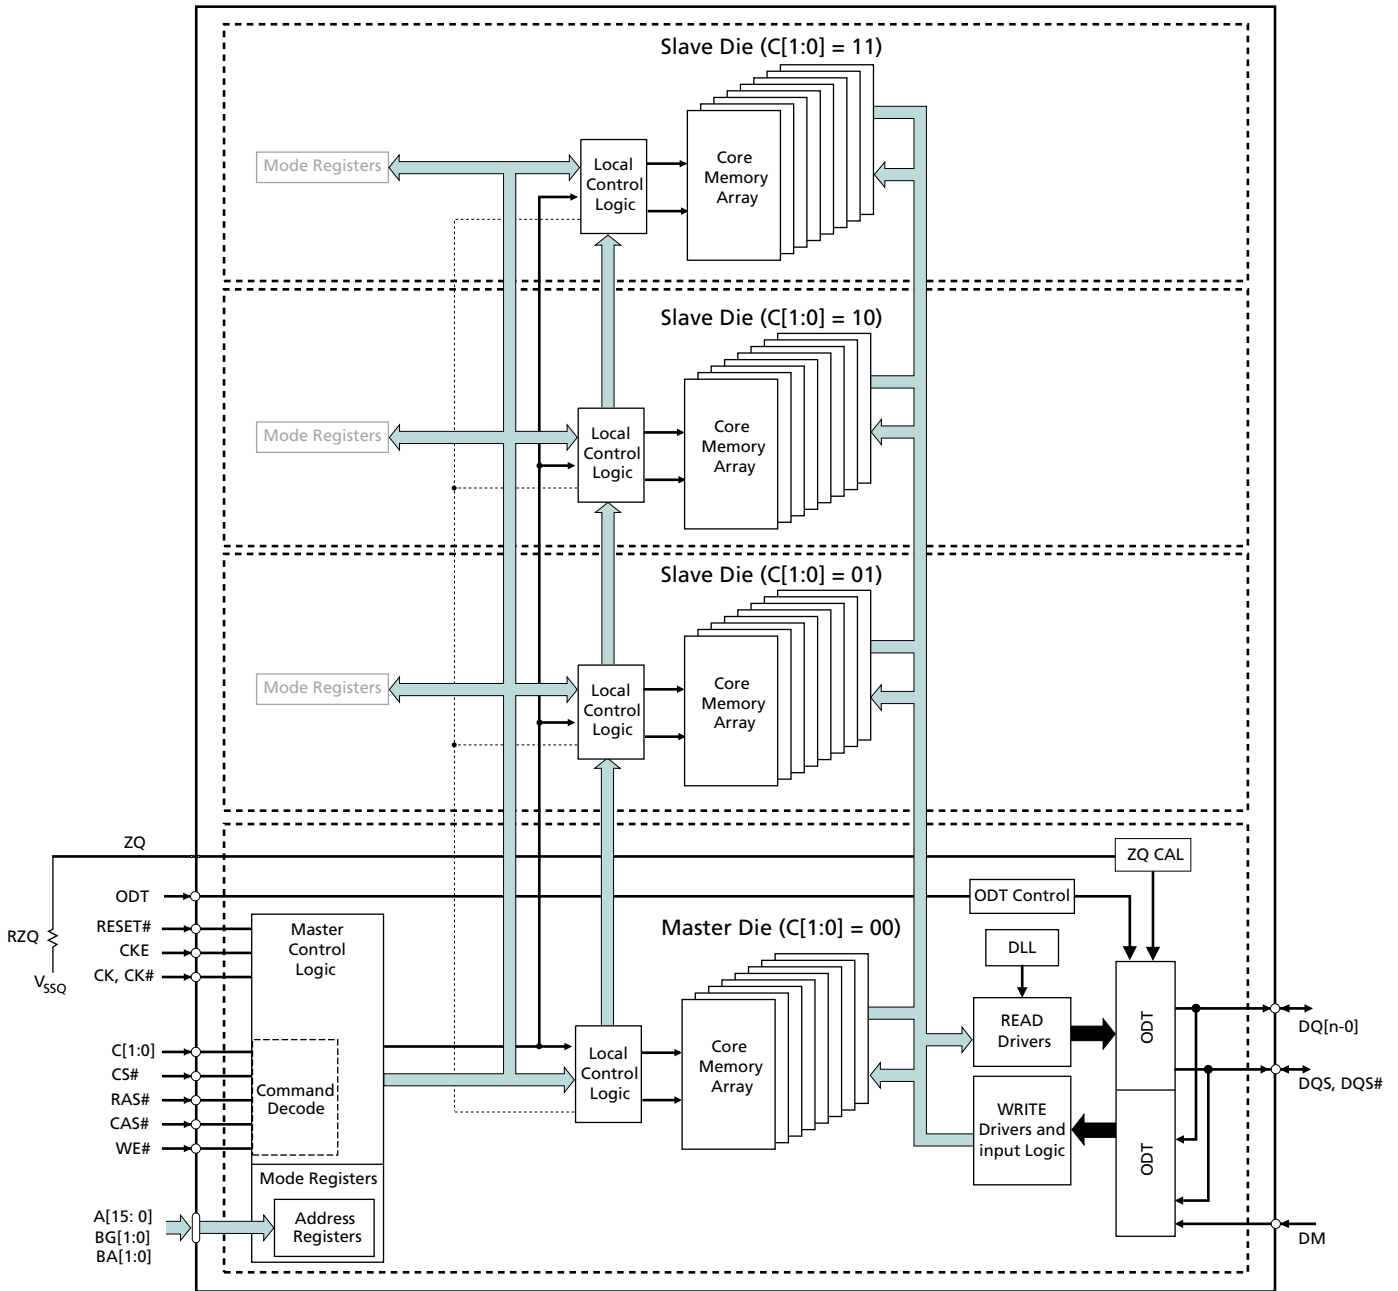 Slave Die (C[1:0] = 11)
Mode Registers
Local
Control
Logic
Core
Memory
Array
Slave Die (C[1:0] = 10)
Mode Registers
Local
Control
Logic
Core
Memory
Array
Slave Die (C[1:0] = 01)
Mode Registers
Local
Control
Logic
Core
Memory
Array
ZQ
ZQ CAL
ODT
ODT Control
RZQ
VSSQ
RESET#
CKE
CK, CK#
Master
Control
Logic
Master Die (C[1:0] = 00)
DLL
READ
Drivers
ODT
DQ[n-0]
DQS, DQS#
C[1:0]
CS#
RAS#
CAS#
WE#
Command
Decode
Local
Control
Logic
Core
Memory
Array
WRITE
Drivers and
input Logic
ODT
Mode Registers
Address
Registers
A[15: 0]
BG[1:0]
BA[1:0]
DM